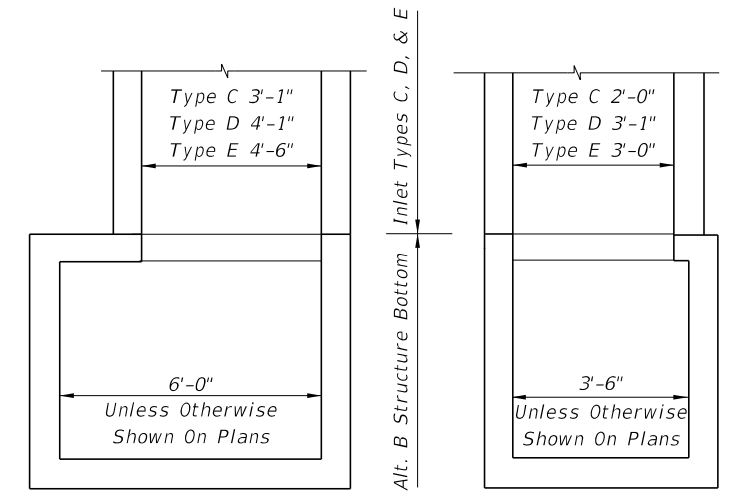 Type C 3'-1"
Type D 4'-1"
Type E 4'-6"
6'-0"
Unless Otherwise
Shown On Plans
Inlet Types C, D, & E
Alt. B Structure Bottom
Type C 2'-0"
Type D 3'-1"
Type E 3'-0"
3'-6"
Unless Otherwise
Shown On Plans